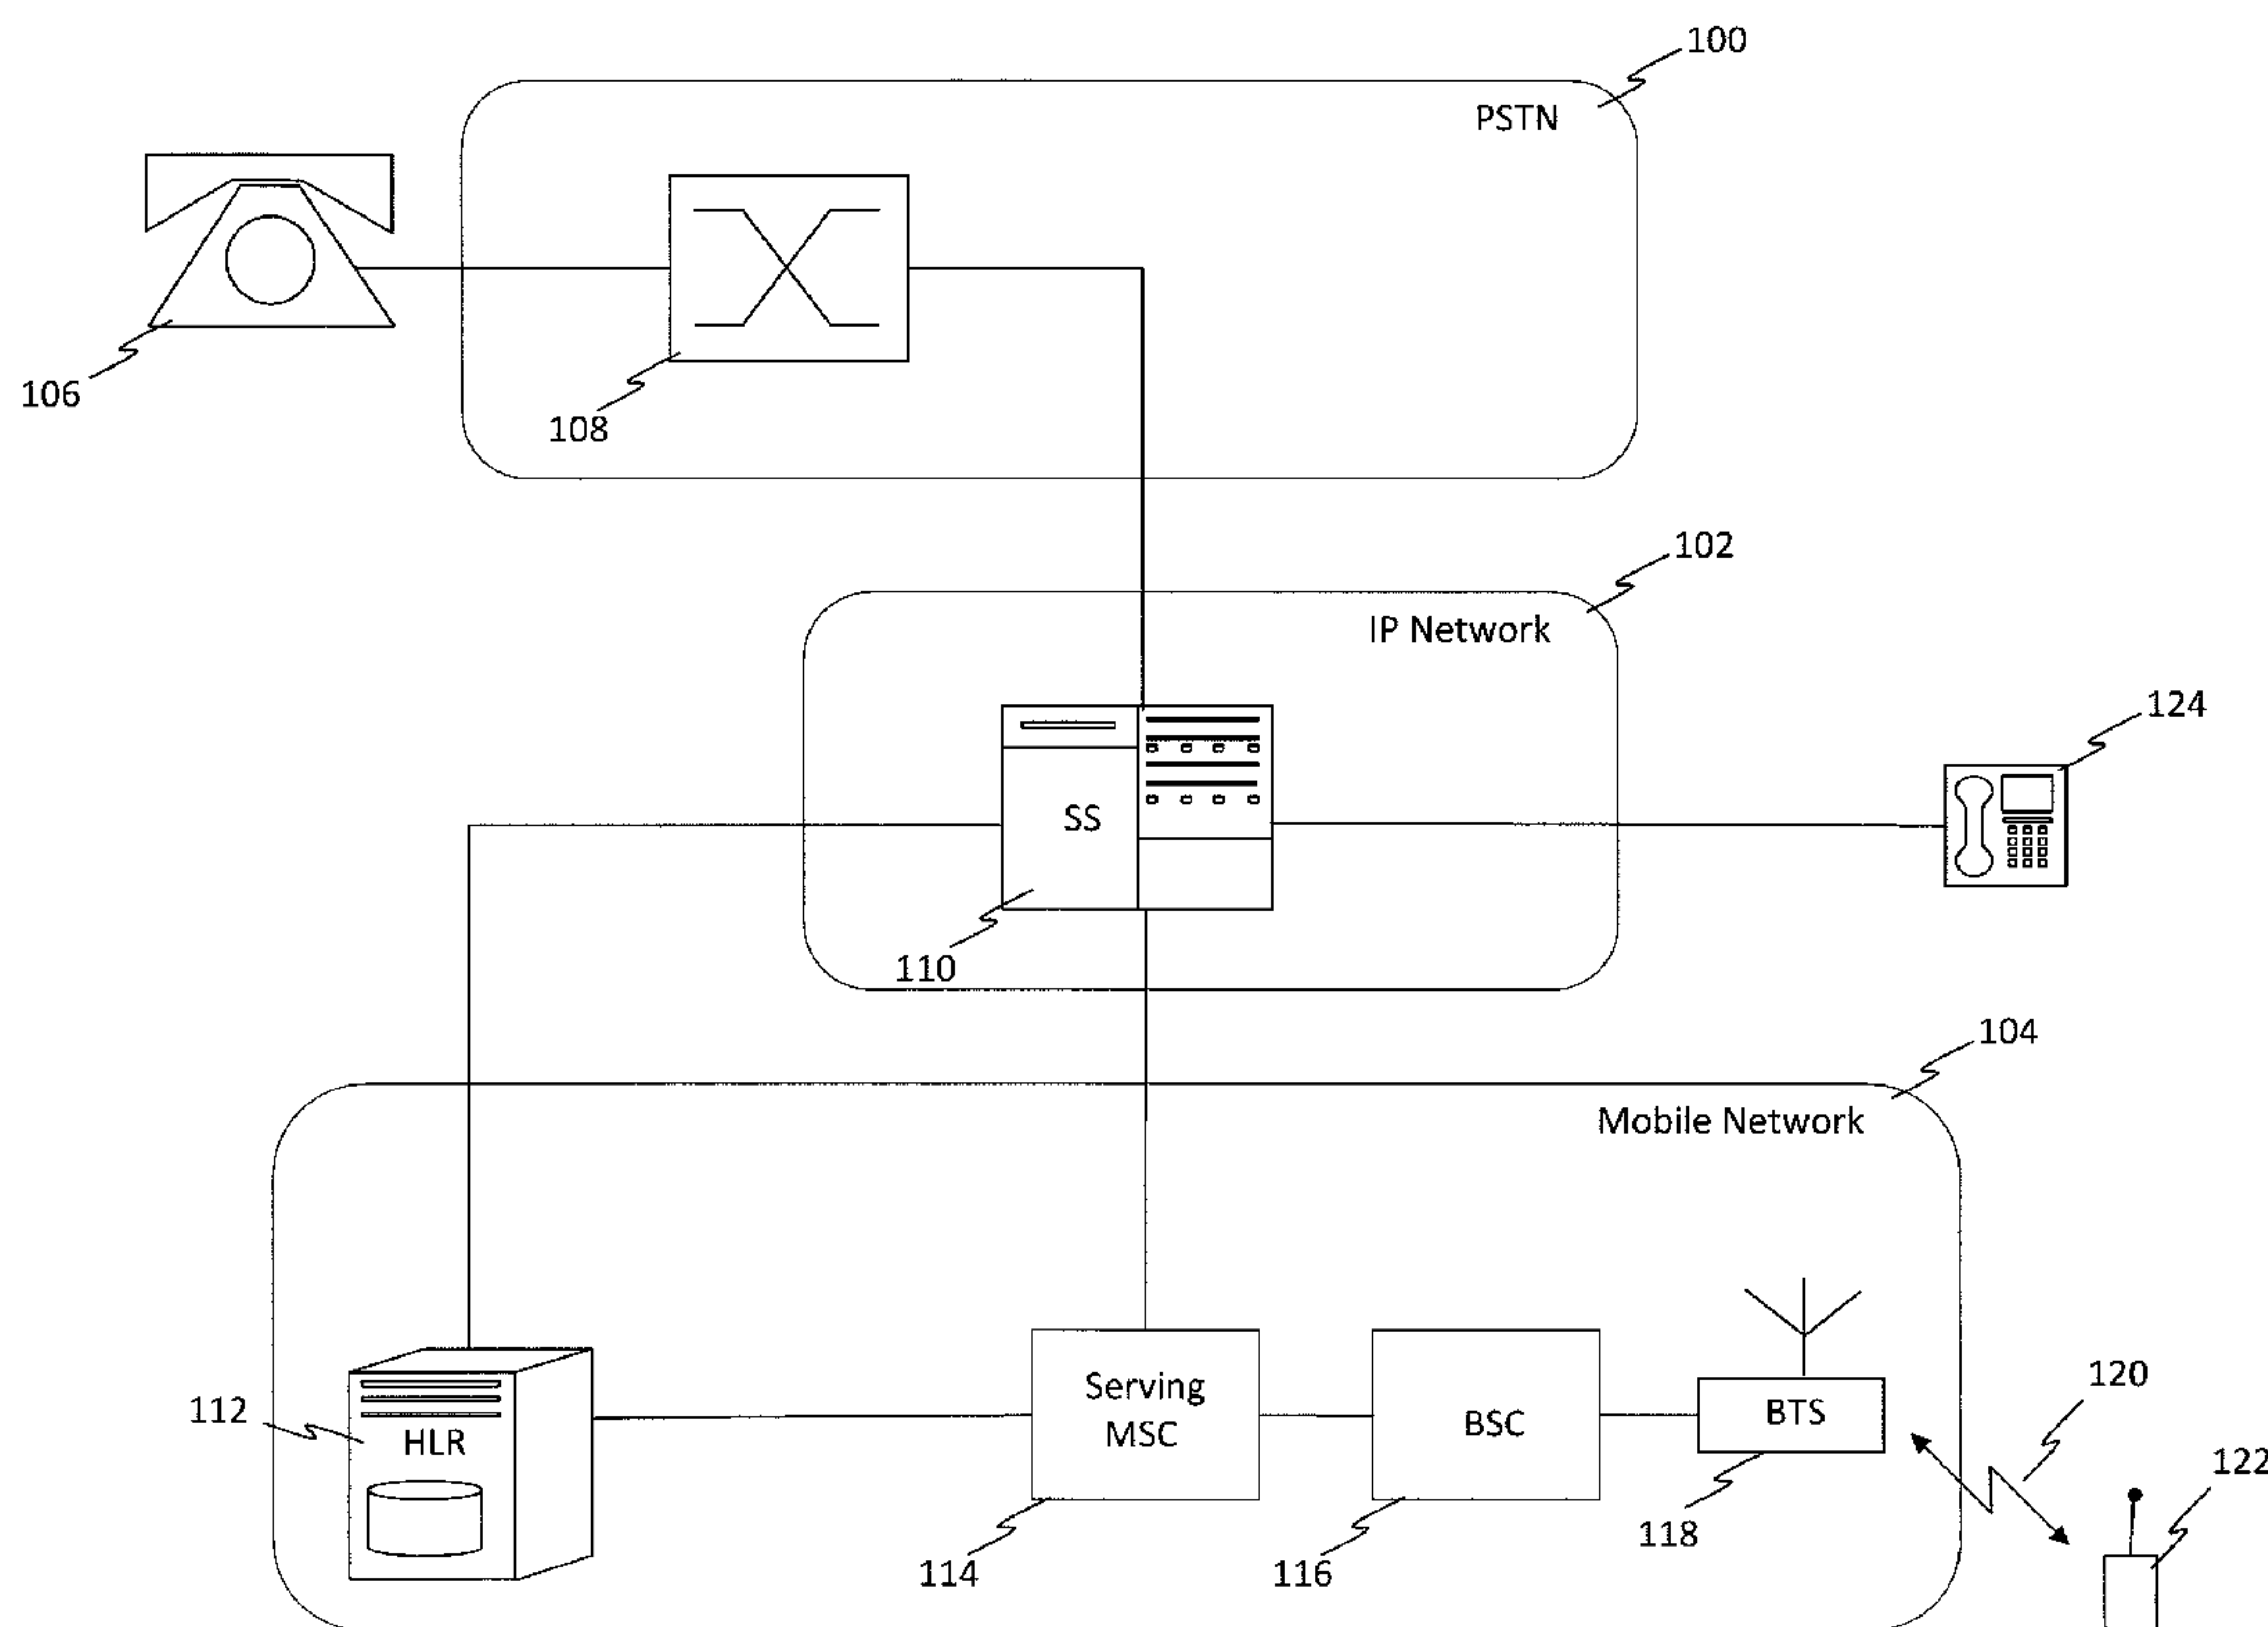 100
PSTN
106
108
102
IP Network
124
SS
110
104
Mobile Network
112
HLR
Serving
MSC
BSC
BTS
120
122
114
116
118